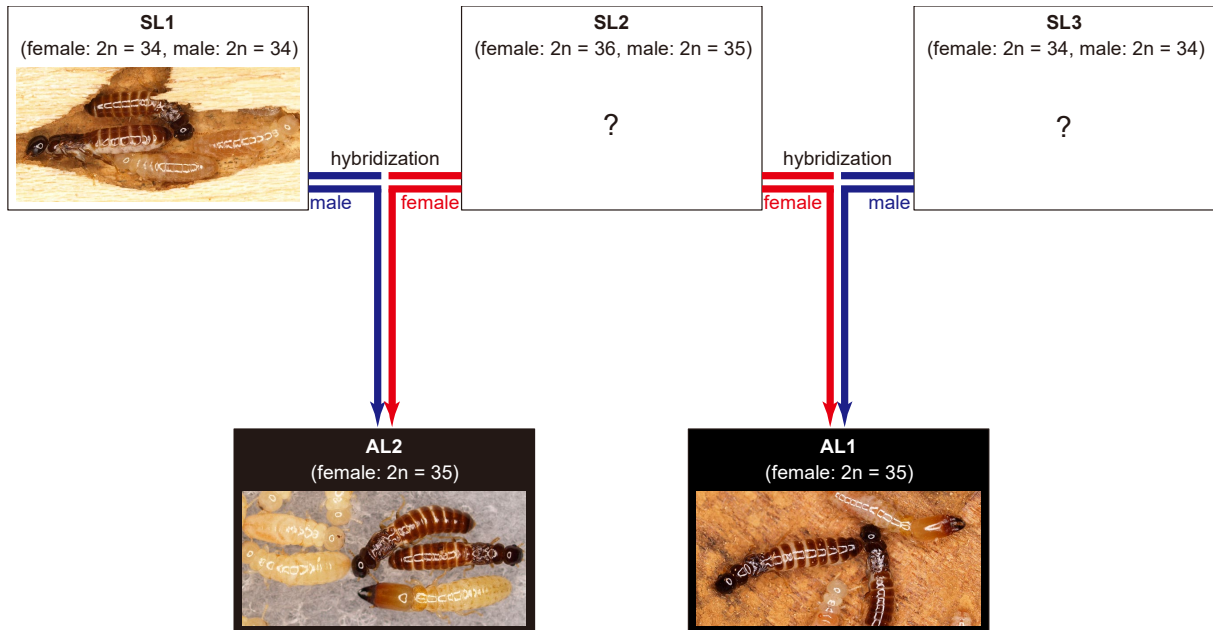 SL1
(female: 2n = 34, male: 2n = 34)
SL2
(female: 2n = 36, male: 2n = 35)
?
SL3
(female: 2n = 34, male: 2n = 34)
?
hybridization
male
female
hybridization
female
male
AL2
(female: 2n = 35)
AL1
(female: 2n = 35)